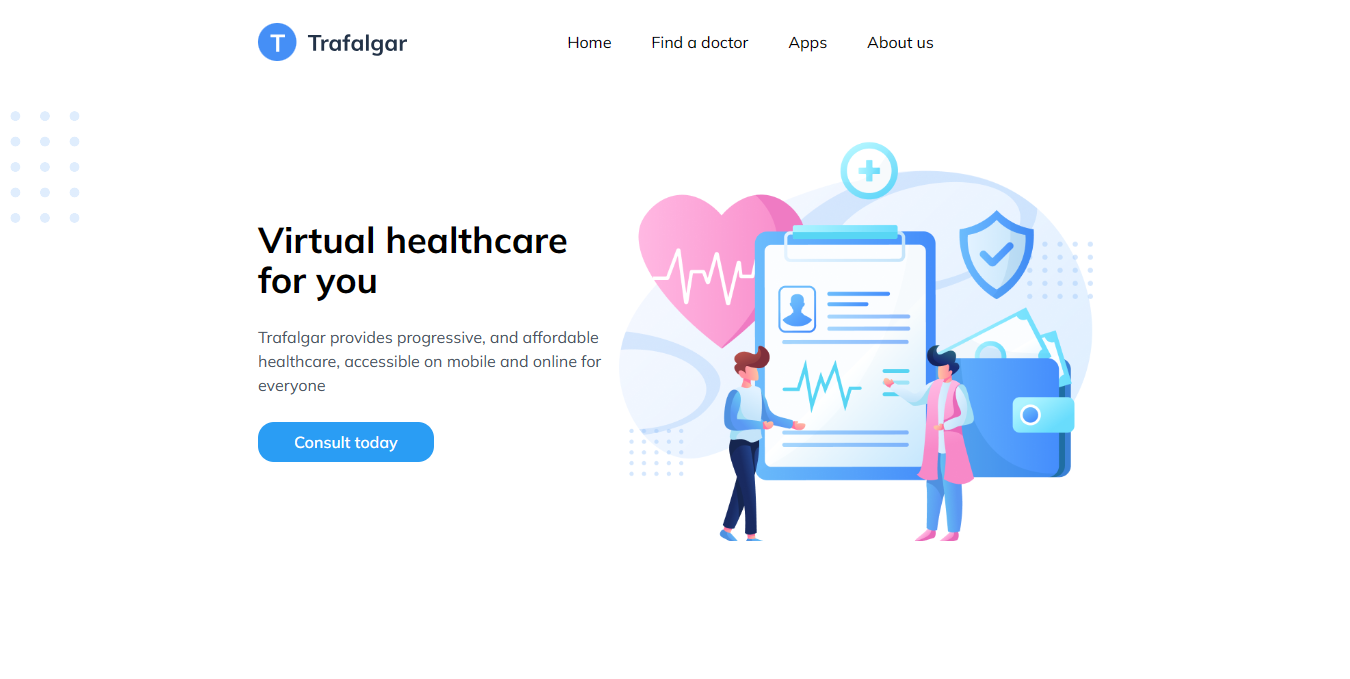 T Trafalgar
Home Find a doctor Apps About us
Virtual healthcare
for you
Trafalgar provides progressive, and affordable
healthcare, accessible on mobile and online for
everyone
Consult today